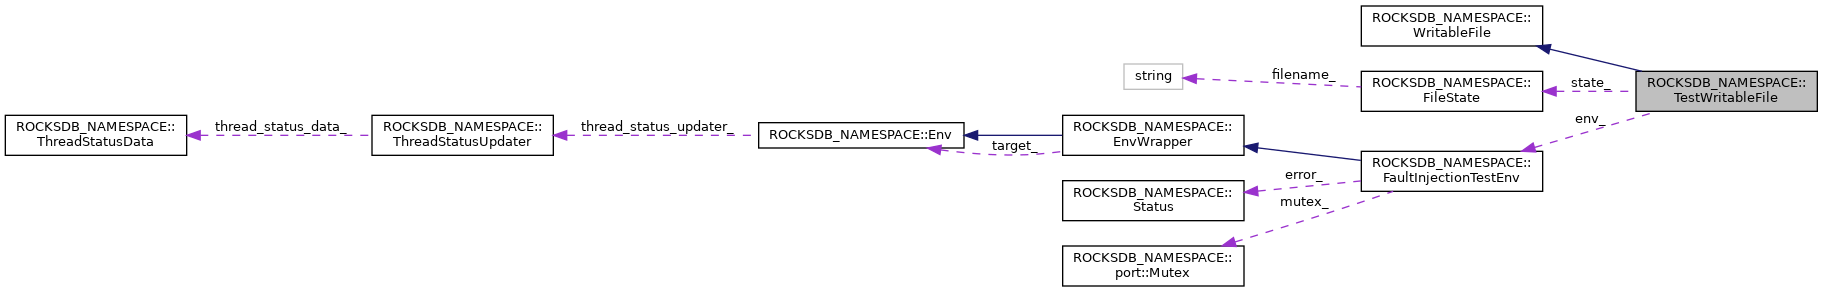 ROCKSDB_NAMESPACE::
WritableFile
string
filename_
ROCKSDB_NAMESPACE::
FileState
state_
ROCKSDB_NAMESPACE::
TestWritableFile
env_
ROCKSDB_NAMESPACE::
ThreadStatusData
thread_status_data_
ROCKSDB_NAMESPACE::
ThreadStatusUpdater
thread_status_updater_
ROCKSDB_NAMESPACE::Env
target_
ROCKSDB_NAMESPACE::
EnvWrapper
ROCKSDB_NAMESPACE::
FaultInjectionTestEnv
error_
ROCKSDB_NAMESPACE::
Status
mutex_
ROCKSDB_NAMESPACE::
port::Mutex